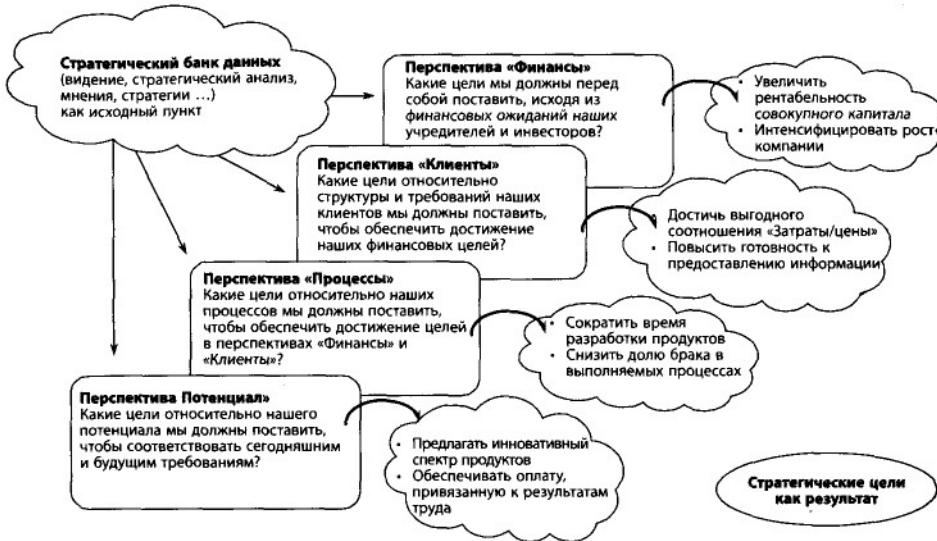 Стратегический банк данных
(видение, стратегический анализ,
мнения, стратегии ...)
как исходный пункт
Перспектива «Финансы»
Какие цели мы должны перед
собой поставить, исходя из
финансовых ожиданий наших
учредителей и инвесторов?
• Увеличить
рентабельность
совокупного капитала
• Интенсифицировать рост
компании
Перспектива «Клиенты»
Какие цели относительно
структуры и требований наших
клиентов мы должны поставить,
чтобы обеспечить достижение
наших финансовых целей?
• Достичь выгодного
соотношения «Затраты/цены»
• Повысить готовность к
предоставлению информации
Перспектива «Процессы»
Какие цели относительно наших
процессов мы должны поставить,
чтобы обеспечить достижение целей
в перспективах «Финансы» и
«Клиенты»?
• Сократить время
разработки продуктов
• Снизить долю брака в
выполняемых процессах
Перспектива Потенциал»
Какие цели относительно нашего
потенциала мы должны поставить,
чтобы соответствовать сегодняшним
и будущим требованиям?
• Предлагать инновативный
спектр продуктов
• Обеспечивать оплату,
привязанную к результатам
труда
Стратегические цели
как результат